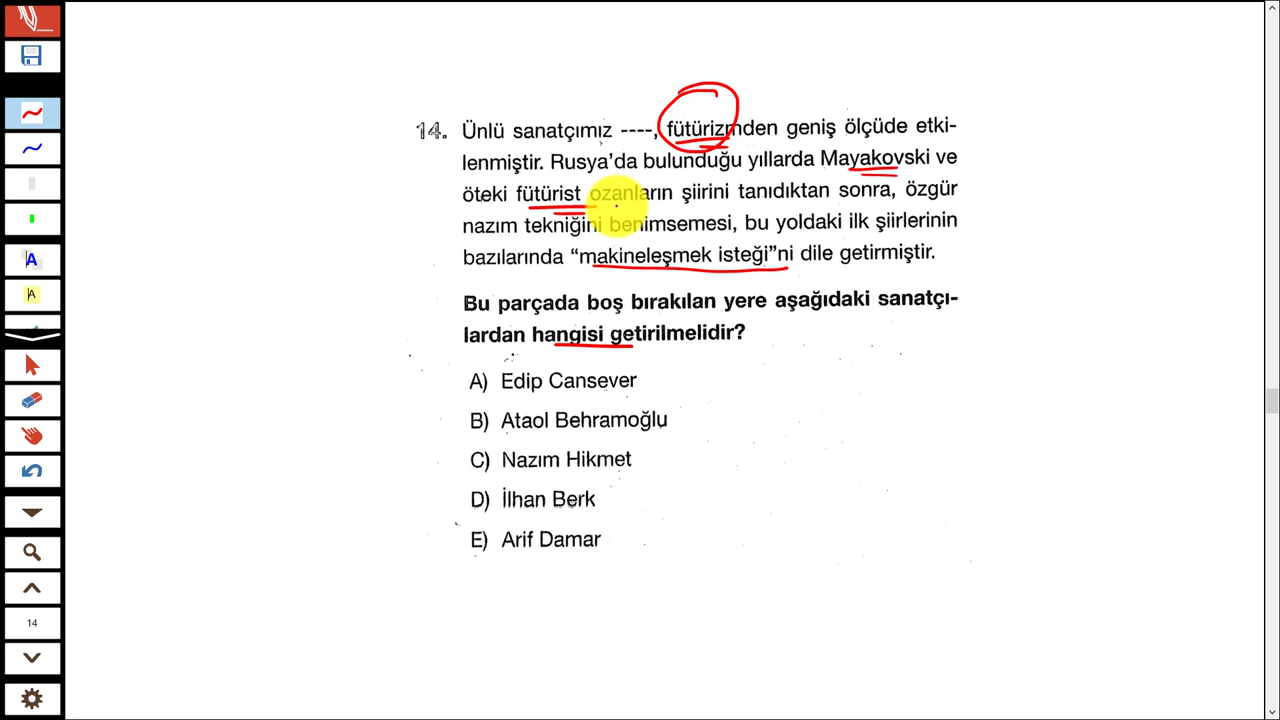 14. Ünlü sanatçımız ----, fütürizmden geniş ölçüde etki-
lenmiştir. Rusya’da bulunduğu yıllarda Mayakovski ve
öteki fütürist ozanların şiirini tanıdıktan sonra, özgür
nazım tekniğini benimsemesi, bu yoldaki ilk şiirlerinin
bazılarında “makineleşmek isteği”ni dile getirmiştir.
Bu parçada boş bırakılan yere aşağıdaki sanatçı-
lardan hangisi getirilmelidir?
A) Edip Cansever
B) Ataol Behramoğlu
C) Nazım Hikmet
D) İlhan Berk
E) Arif Damar
A
A
14